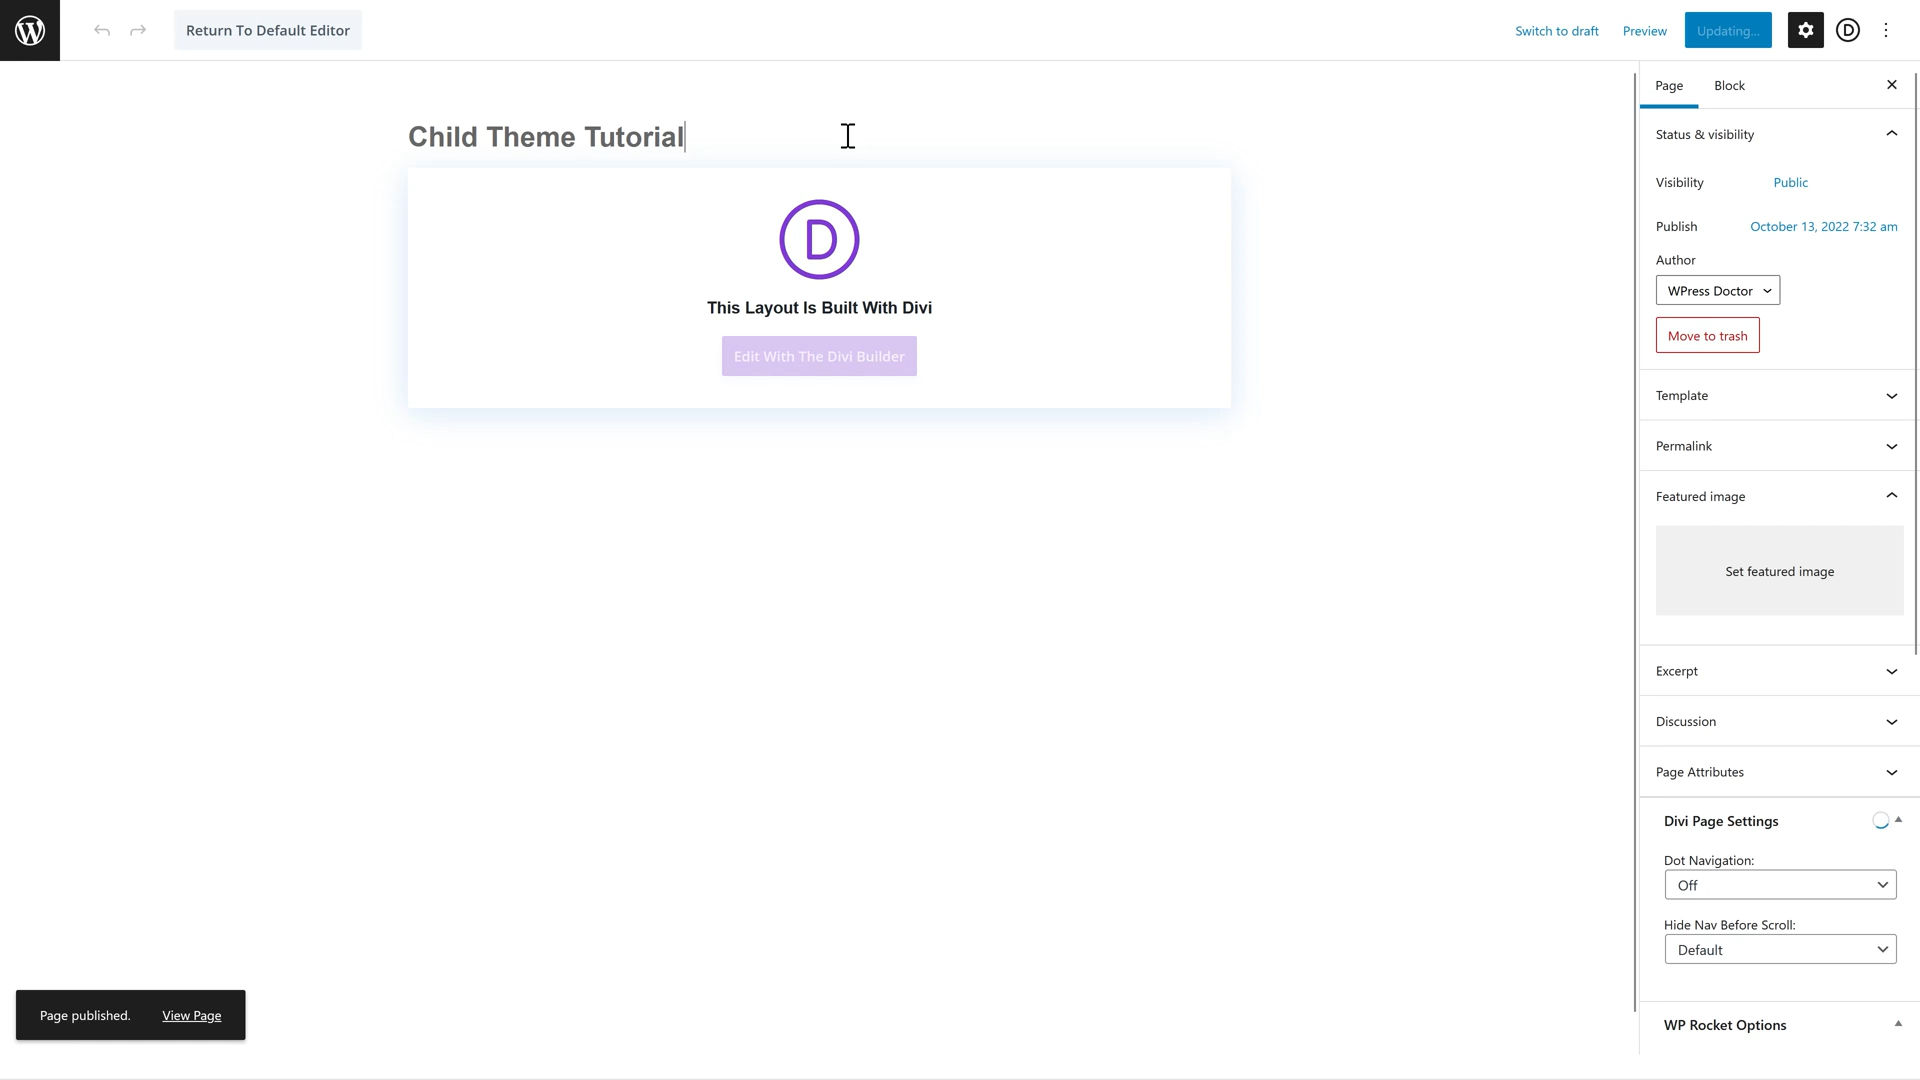 Return To Default Editor
Switch to draft
Preview
Updating...
D
Child Theme Tutorial
D
This Layout Is Built With Divi
Edit With The Divi Builder
Page
Block
Status & visibility
Visibility
Public
Publish
October 13, 2022 7:32 am
Author
WPress Doctor
Move to trash
Template
Permalink
Featured image
Set featured image
Excerpt
Discussion
Page Attributes
Divi Page Settings
Dot Navigation:
Off
Hide Nav Before Scroll:
Default
WP Rocket Options
Page published.
View Page